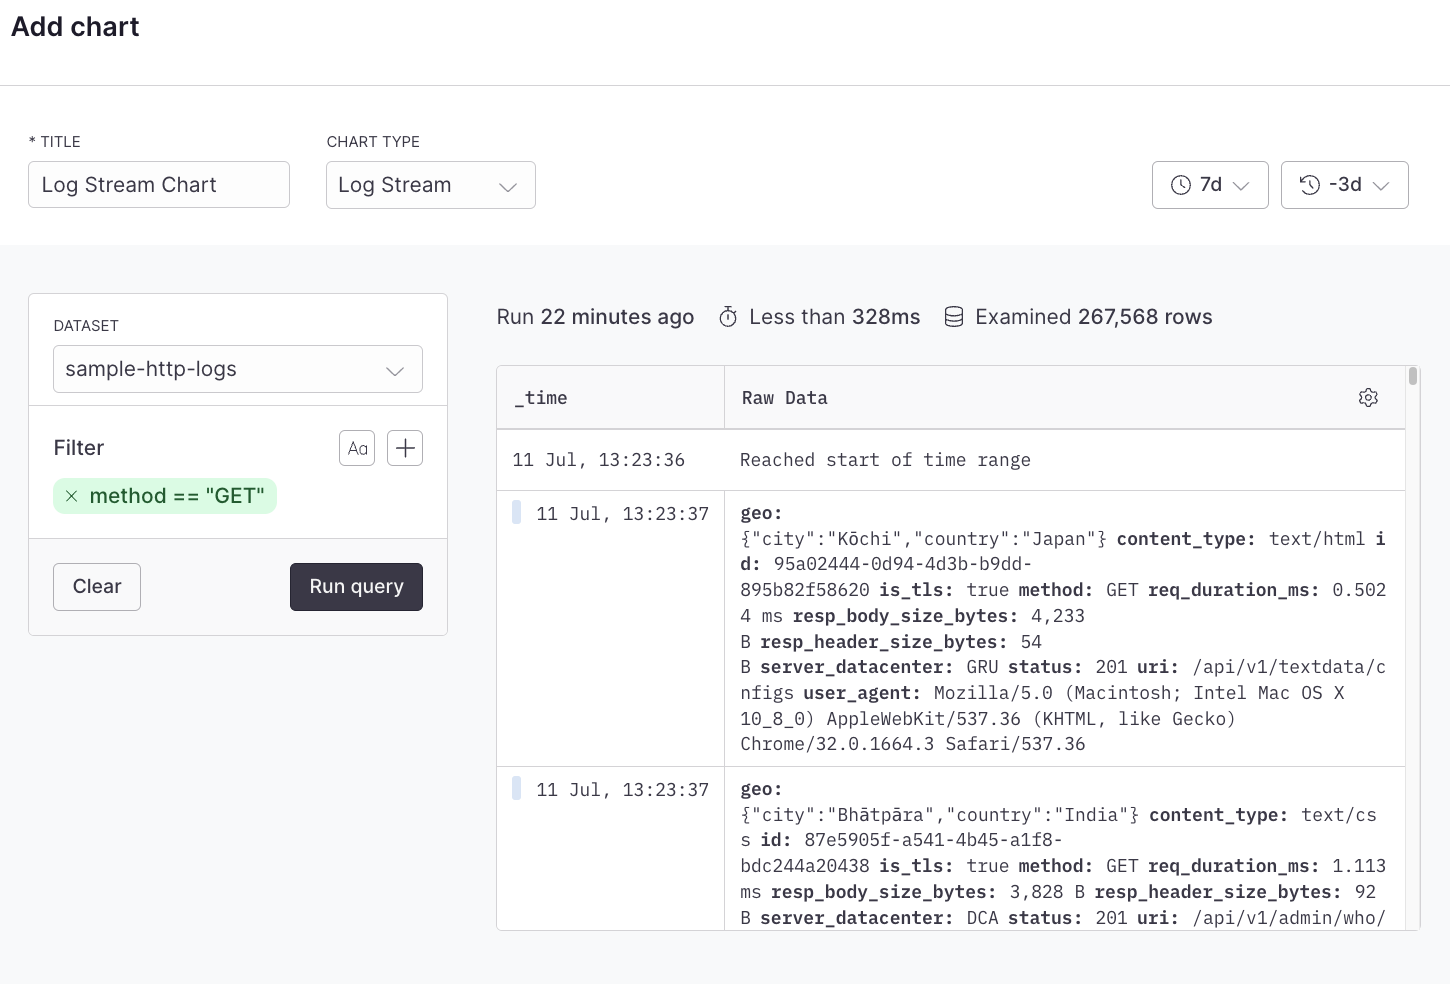 Add chart
* TITLE
CHART TYPE
Log Stream Chart
Log Stream
7d
-3d
DATASET
sample-http-logs
Filter
Aa
method == "GET"
Clear
Run query
Run 22 minutes ago Less than 328ms Examined 267,568 rows
_time
Raw Data
11 Jul, 13:23:36
Reached start of time range
11 Jul, 13:23:37
geo:
{"city":"Kōchi","country":"Japan"} content_type: text/html i
d: 95a02444-0d94-4d3b-b9dd-
895b82f58620 is_tls: true method: GET req_duration_ms: 0.502
4 ms resp_body_size_bytes: 4,233
B resp_header_size_bytes: 54
B server_datacenter: GRU status: 201 uri: /api/v1/textdata/c
nfigs user_agent: Mozilla/5.0 (Macintosh; Intel Mac OS X
10_8_0) AppleWebKit/537.36 (KHTML, like Gecko)
Chrome/32.0.1664.3 Safari/537.36
11 Jul, 13:23:37
geo:
{"city":"Bhātpāra","country":"India"} content_type: text/cs
s id: 87e5905f-a541-4b45-a1f8-
bdc244a20438 is_tls: true method: GET req_duration_ms: 1.113
ms resp_body_size_bytes: 3,828 B resp_header_size_bytes: 92
B server_datacenter: DCA status: 201 uri: /api/v1/admin/who/